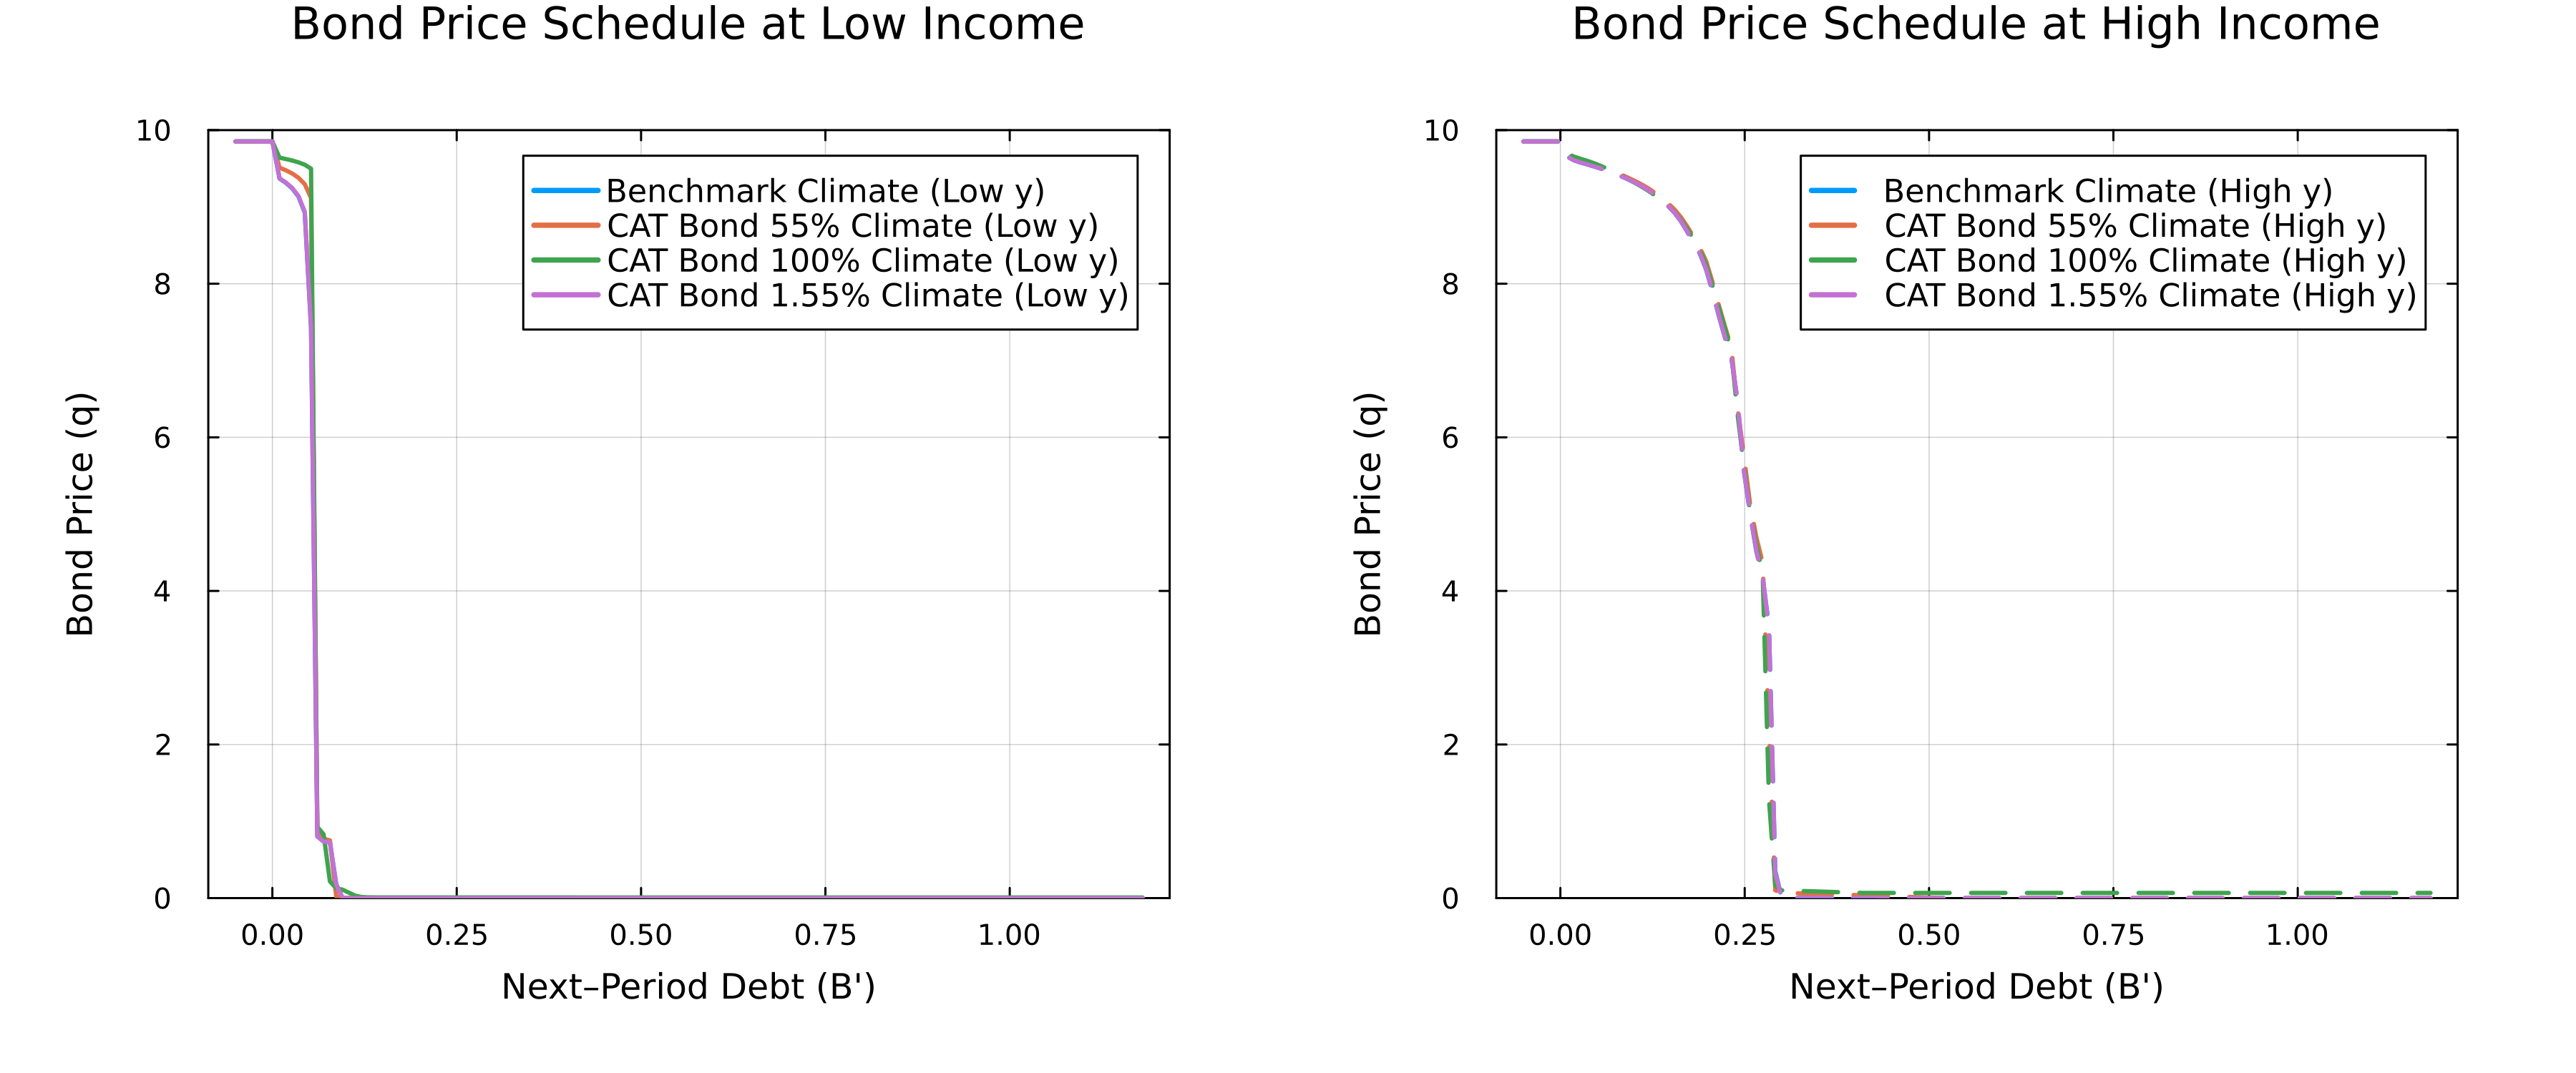 Bond Price Schedule at Low Income
10
8
6
4
2
0
Bond Price (q)
Benchmark Climate (Low y)
CAT Bond 55% Climate (Low y)
CAT Bond 100% Climate (Low y)
CAT Bond 1.55% Climate (Low y)
0.00 0.25 0.50 0.75 1.00
Next–Period Debt (B')
Bond Price Schedule at High Income
10
8
6
4
2
0
Bond Price (q)
Benchmark Climate (High y)
CAT Bond 55% Climate (High y)
CAT Bond 100% Climate (High y)
CAT Bond 1.55% Climate (High y)
0.00 0.25 0.50 0.75 1.00
Next–Period Debt (B')